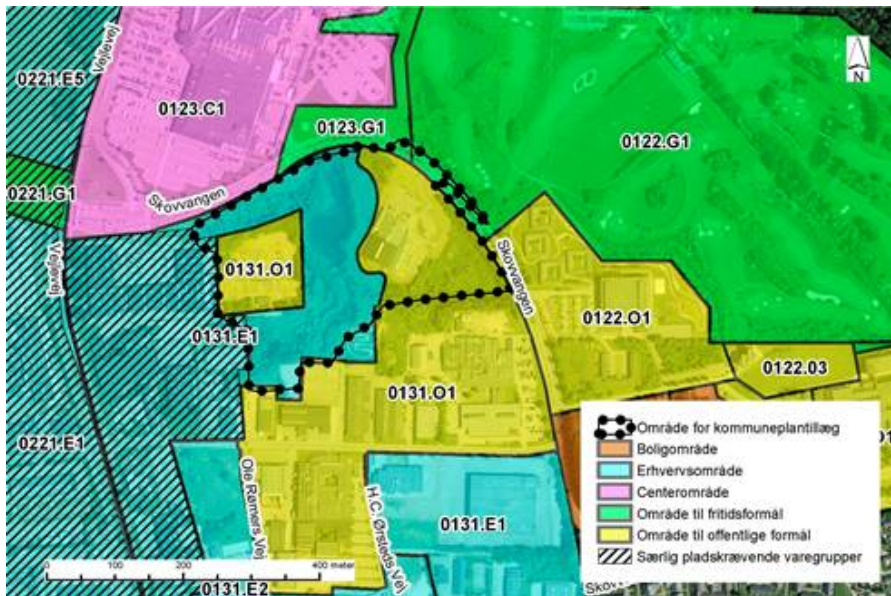 Vejlevej
0221.E5
0123.C1
N
0123.G1
0122.G1
0221.G1
Skovvangen
Vejlevej
0131.O1
Skovvangen
0131.E1
0122.O1
0122.03
0131.O1
0221.E1
Område for kommuneplantillæg
Boligområde
Erhvervsområde
Centerområde
Område til fritidsformål
Område til offentlige formål
Særlig pladskrævende varegrupper
Ole Rømers Vej
H.C. Ørsteds Vej
0131.E1
0 100 200 400 meter
0131.E2